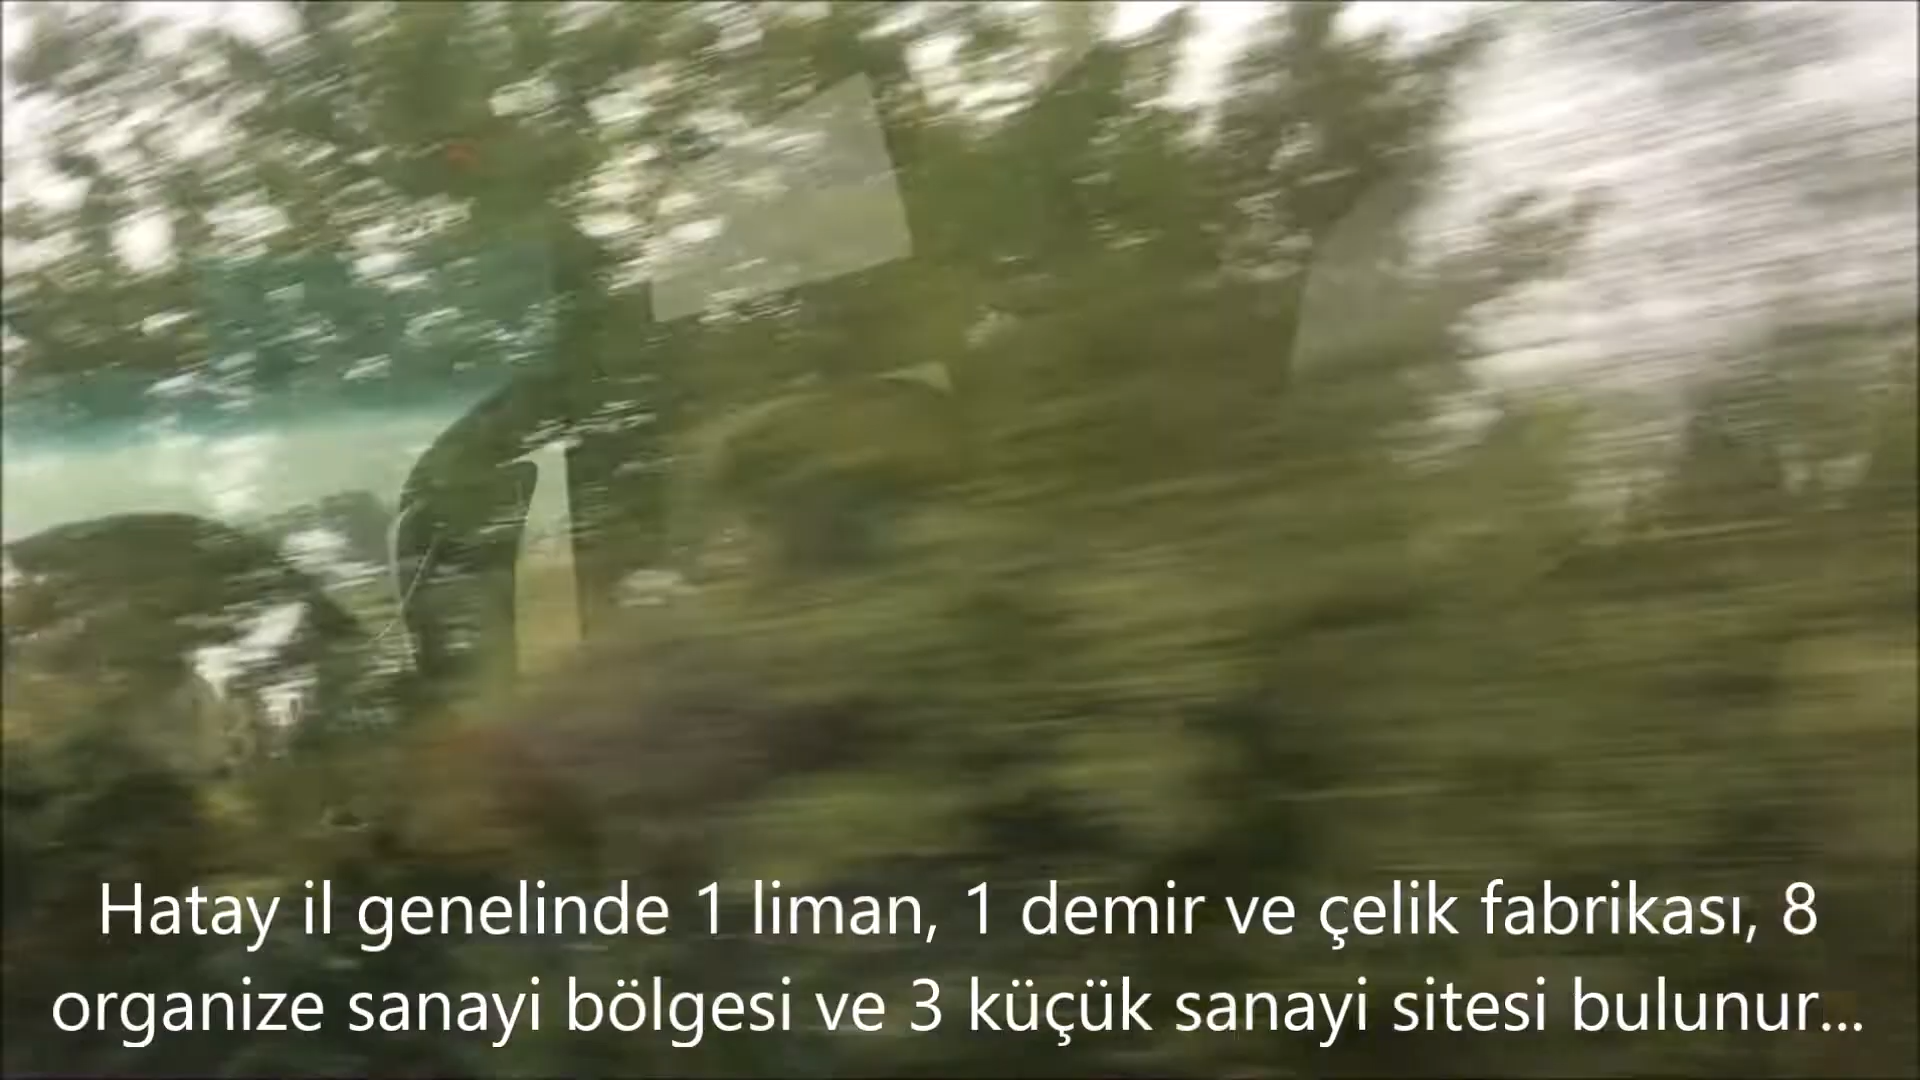 Hatay il genelinde 1 liman, 1 demir ve çelik fabrikası, 8
organize sanayi bölgesi ve 3 küçük sanayi sitesi bulunur...